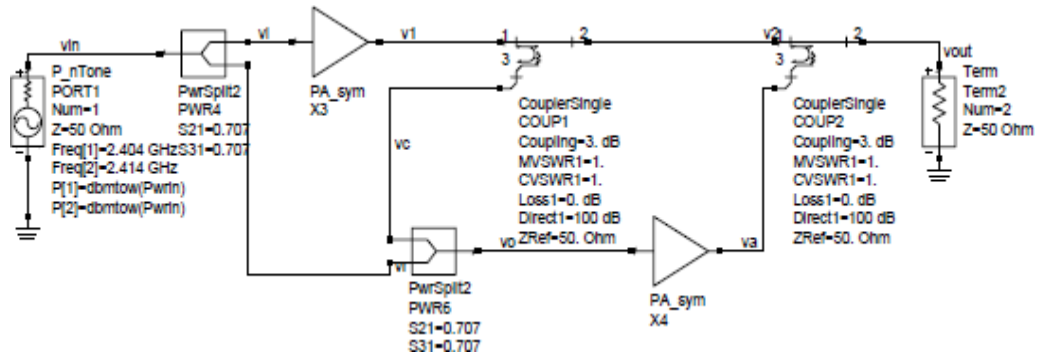 vin
P_nTone
PORT1
Num=1
Z=50 Ohm
Freq[1]=2.404 GHz
Freq[2]=2.414 GHz
P[1]=dbmtow(PwrIn)
P[2]=dbmtow(PwrIn)
PwrSplit2
PWR4
S21=0.707
S31=0.707
vi
PA_sym
X3
v1
1
2
3
CouplerSingle
COUP1
Coupling=3. dB
MVSWR1=1.
CVSWR1=1.
Loss1=0. dB
Direct1=100 dB
ZRef=50. Ohm
vc
PwrSplit2
PWR6
S21=0.707
S31=0.707
vo
PA_sym
X4
va
v2
2
3
CouplerSingle
COUP2
Coupling=3. dB
MVSWR1=1.
CVSWR1=1.
Loss1=0. dB
Direct1=100 dB
ZRef=50. Ohm
vout
Term
Term2
Num=2
Z=50 Ohm